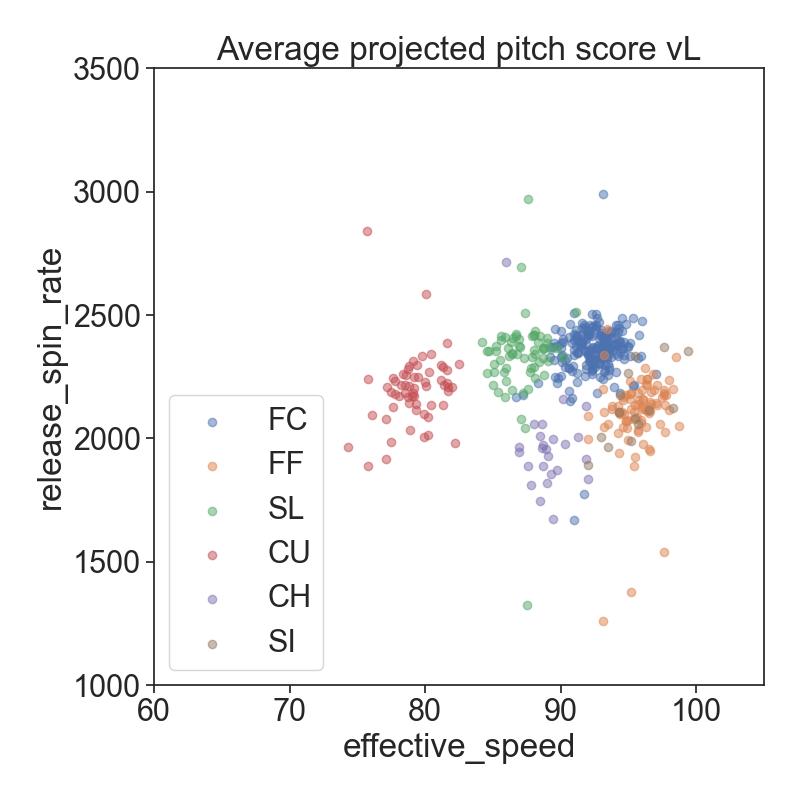 Average projected pitch score vL
3500
3000
2500
2000
1500
1000
release_spin_rate
FC
FF
SL
CU
CH
SI
60 70 80 90 100
effective_speed